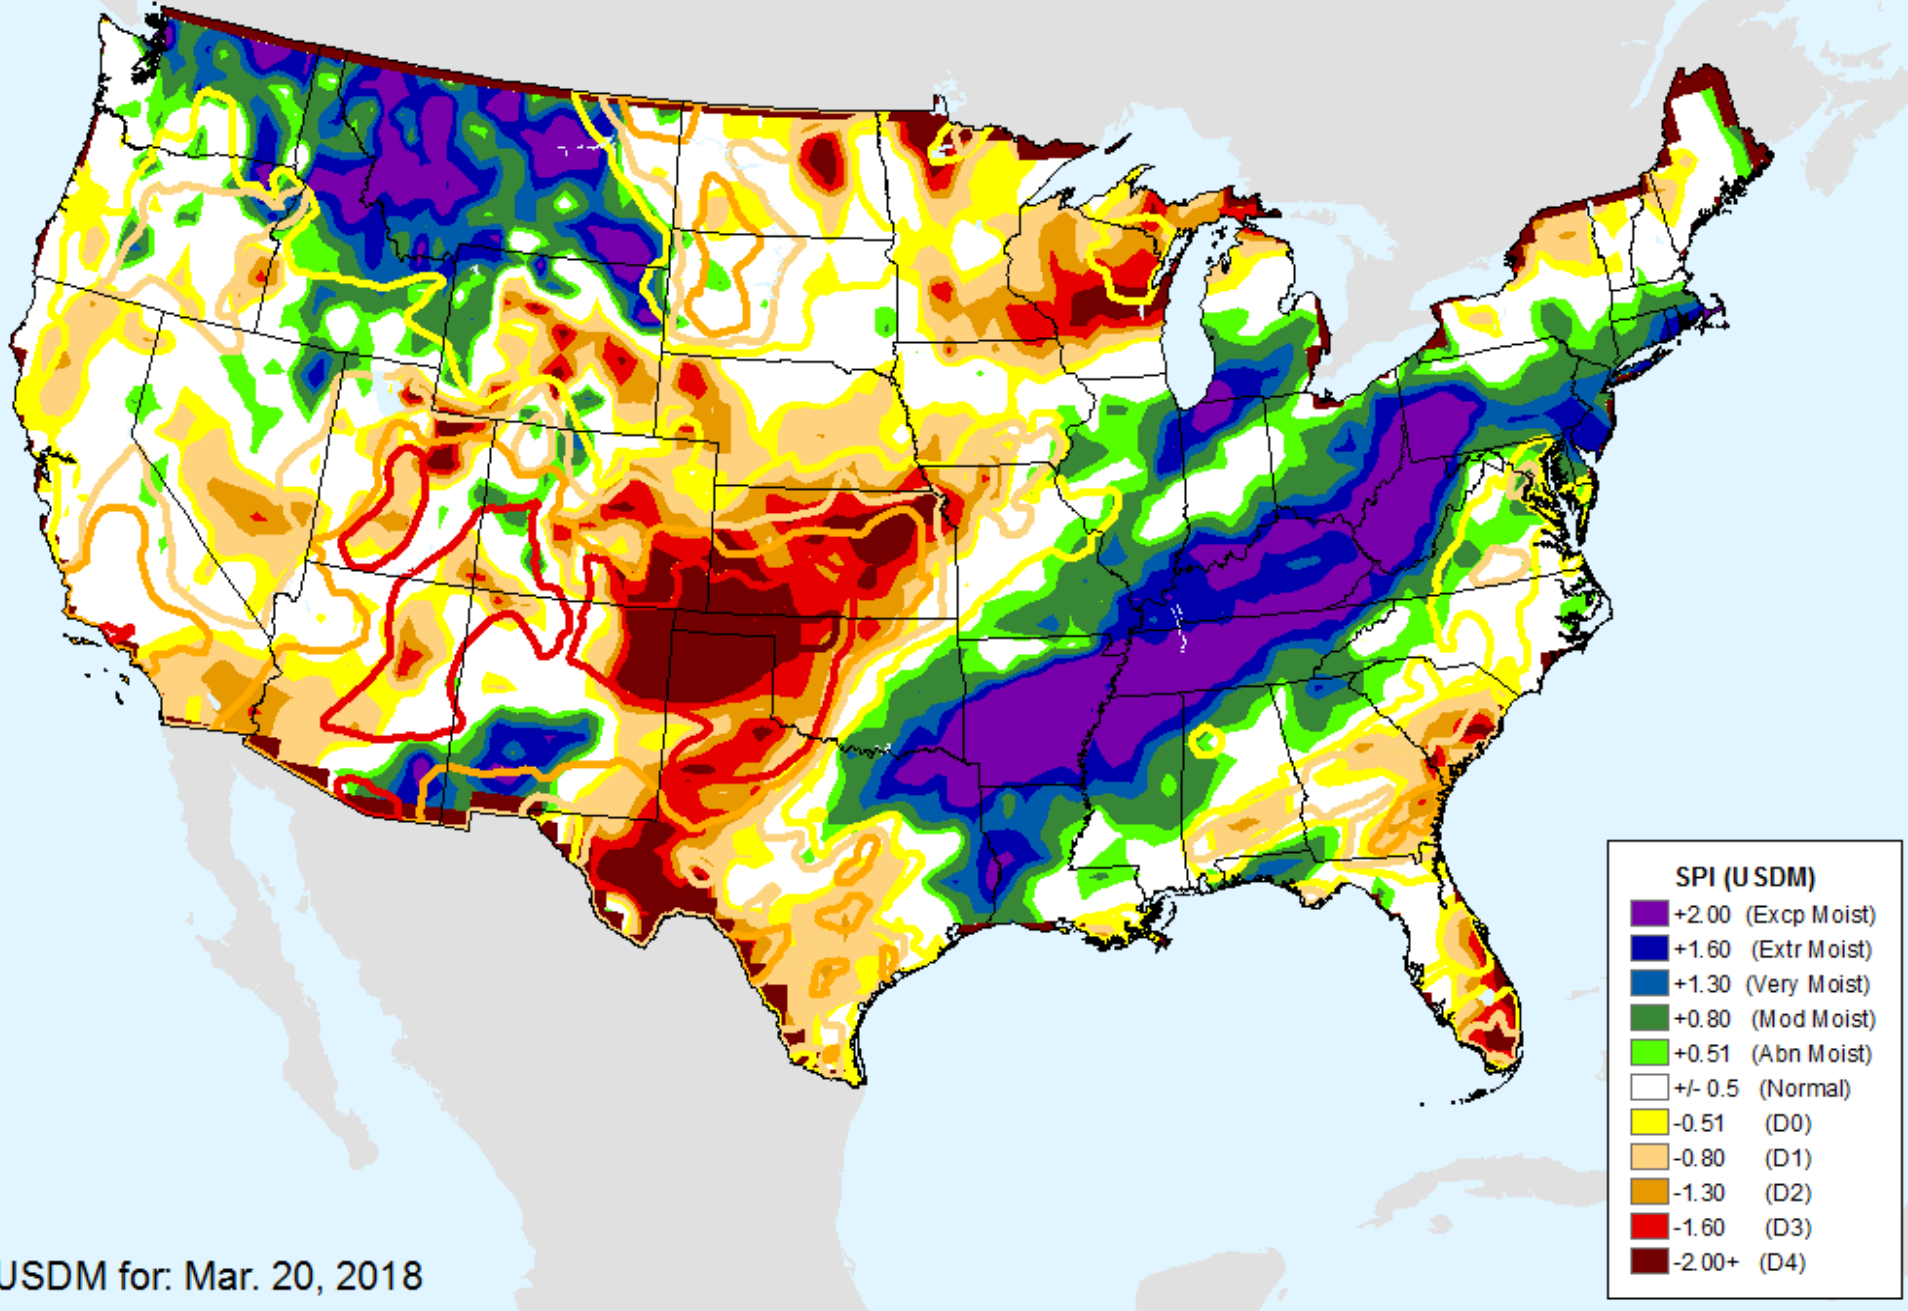 SPI (USDM)
+2.00 (Excp Moist)
+1.60 (Extr Moist)
+1.30 (Very Moist)
+0.80 (Mod Moist)
+0.51 (Abn Moist)
+/- 0.5 (Normal)
-0.51 (D0)
-0.80 (D1)
-1.30 (D2)
-1.60 (D3)
-2.00+ (D4)
USDM for: Mar. 20, 2018